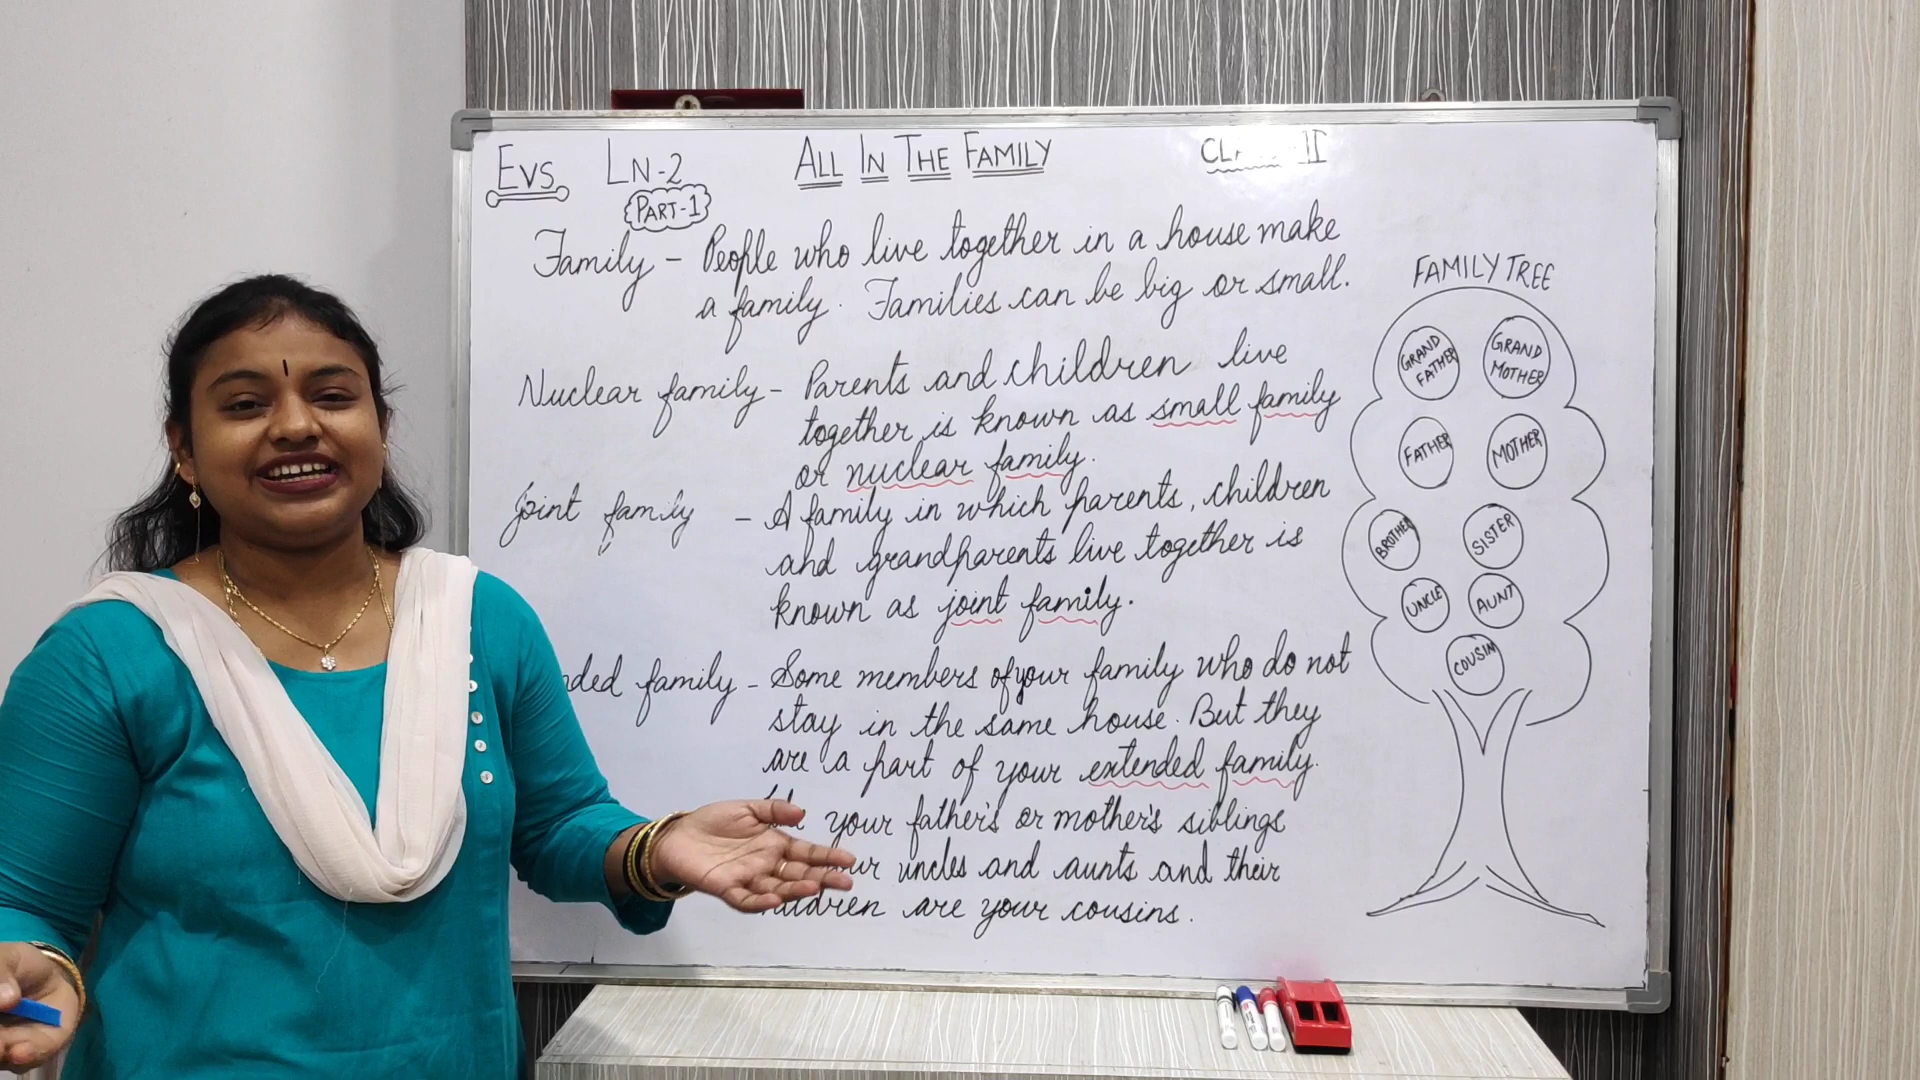 EVS LN-2 ALL IN THE FAMILY II
PART-1
Family - People who live together in a house make
a family. Families can be big or small.
Nuclear family - Parents and children live
together is known as small family
or nuclear family.
Joint family - A family in which parents, children
and grandparents live together is
known as joint family.
family - Some members of your family who do not
stay in the same house. But they
are a part of your extended family.
your father's or mother's siblings
uncles and aunts and their
are your cousins.
FAMILY TREE
GRAND FATHER
GRAND MOTHER
FATHER
MOTHER
BROTHER
SISTER
UNCLE
AUNT
COUSIN